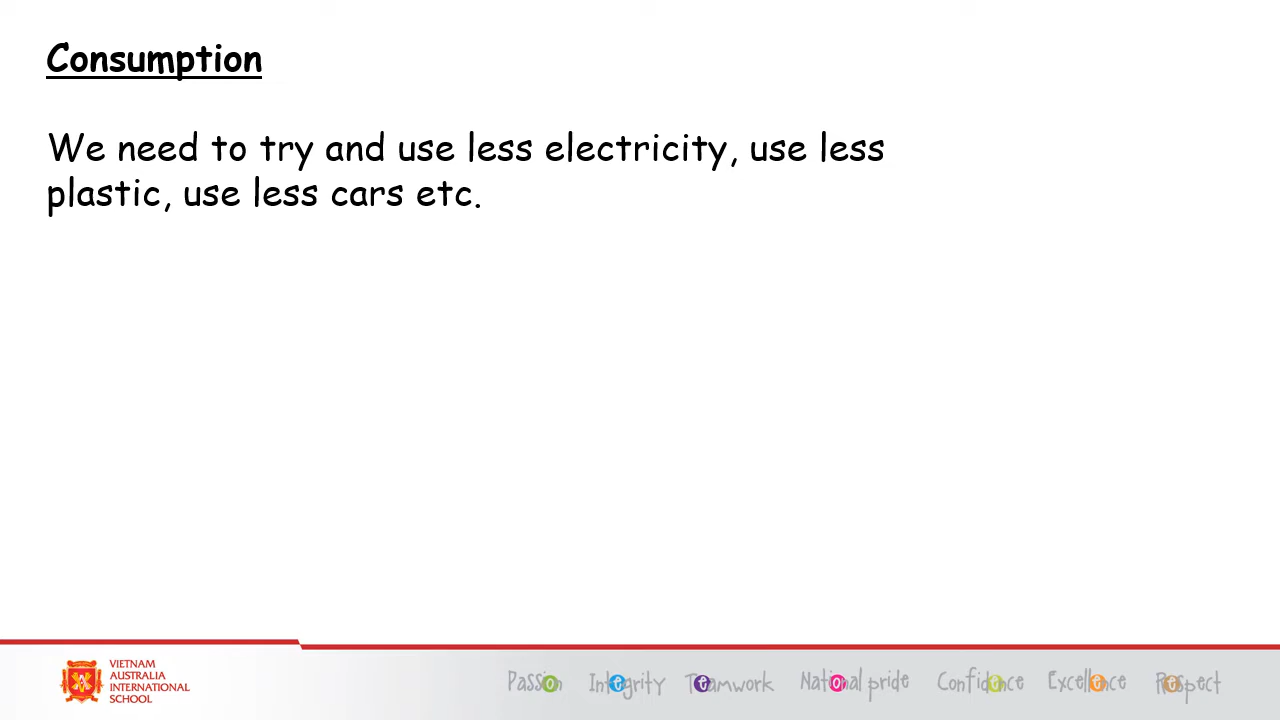 Consumption
We need to try and use less electricity, use less
plastic, use less cars etc.
VIETNAM
AUSTRALIA
INTERNATIONAL
SCHOOL
Passion Integrity Teamwork National pride Confidence Excellence Respect